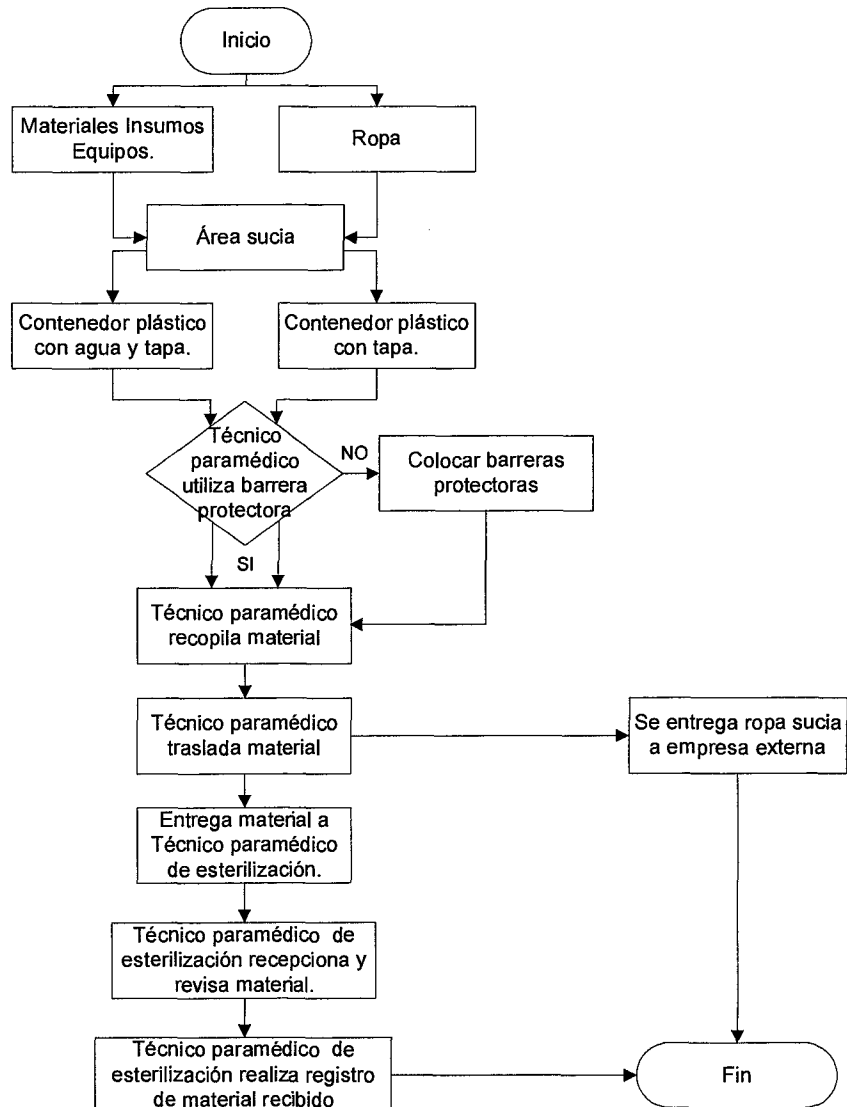 Inicio
Materiales Insumos
Equipos.
Ropa
Área sucia
Contenedor plástico
con agua y tapa.
Contenedor plástico
con tapa.
Técnico
paramédico
utiliza barrera
protectora
NO
Colocar barreras
protectoras
SI
Técnico paramédico
recopila material
Técnico paramédico
traslada material
Se entrega ropa sucia
a empresa externa
Entrega material a
Técnico paramédico
de esterilización.
Técnico paramédico de
esterilización recepciona y
revisa material.
Técnico paramédico de
esterilización realiza registro
de material recibido
Fin